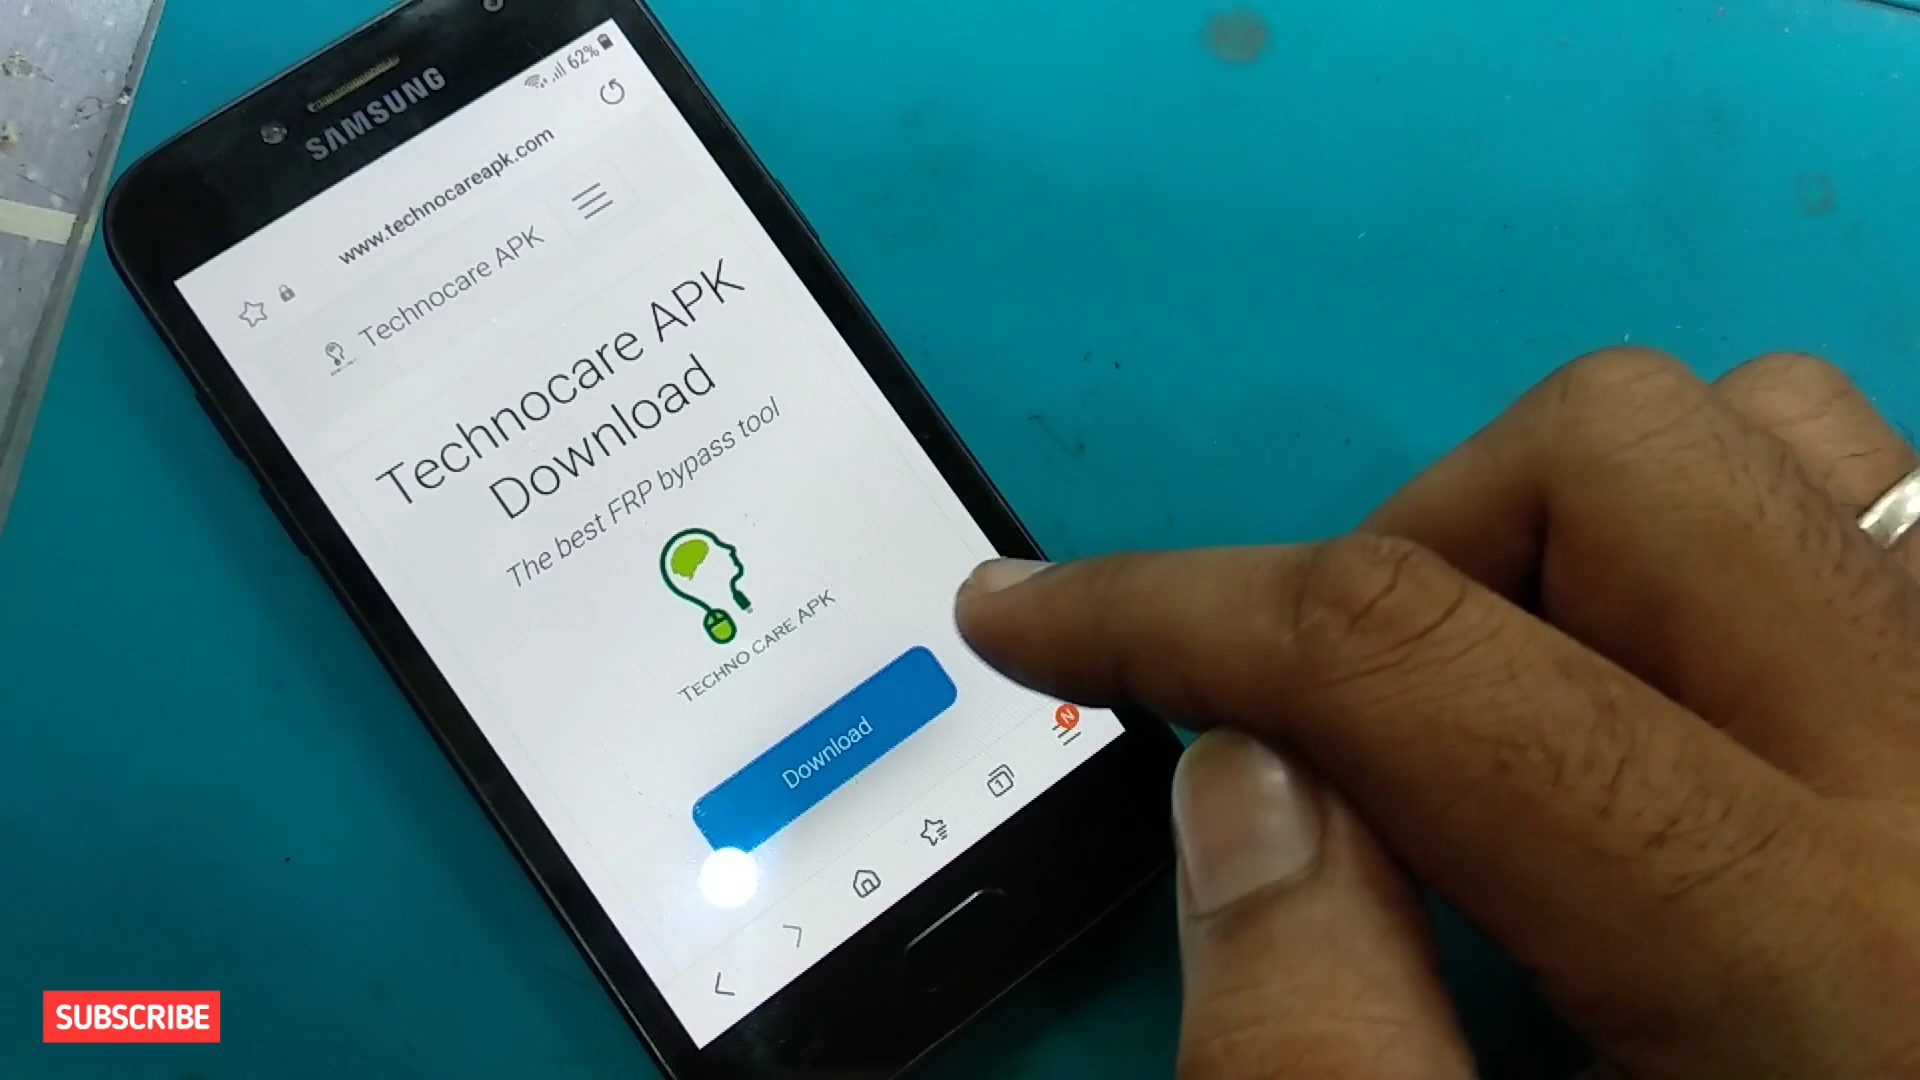 SAMSUNG
62%
www.technocareapk.com
Technocare APK
Technocare APK
Download
The best FRP bypass tool
TECHNO CARE APK
Download
N
1
SUBSCRIBE